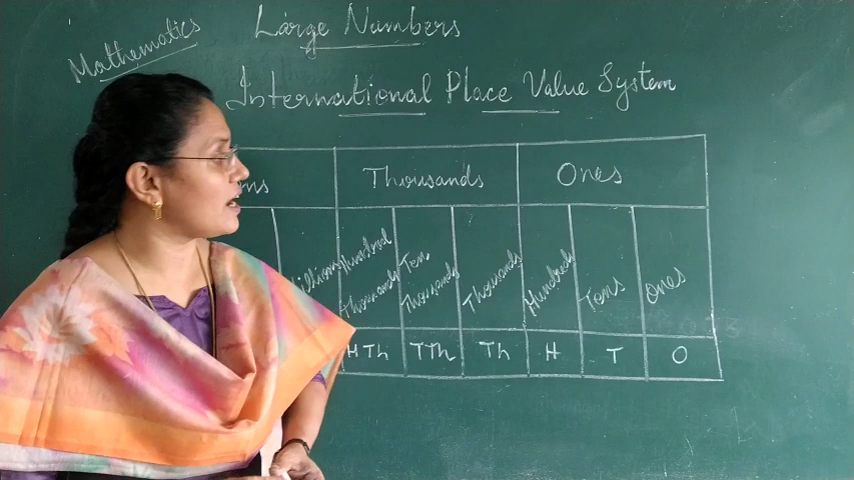 Mathematics
Large Numbers
International Place Value System
Thousands Ones
Hundred Thousands Ten Thousands Thousands Hundreds Tens Ones
H Th TTh Th H T O